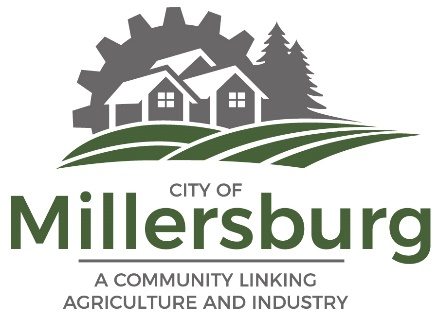 CITY OF
Millersburg
A COMMUNITY LINKING
AGRICULTURE AND INDUSTRY